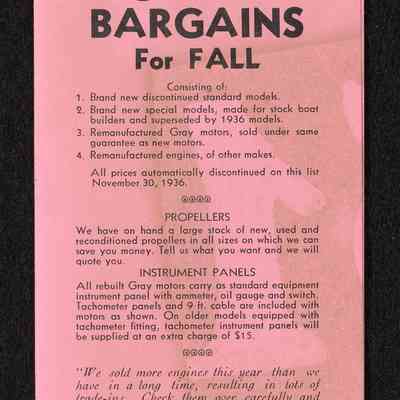 BARGAINS
For FALL
Consisting of:
1. Brand new discontinued standard models.
2. Brand new special models, made for stock boat
builders and superseded by 1936 models.
3. Remanufactured Gray motors, sold under same
guarantee as new motors.
4. Remanufactured engines, of other makes.
All prices automatically discontinued on this list
November 30, 1936.
PROPELLERS
We have on hand a large stock of new, used and
reconditioned propellers in all sizes on which we can
save you money. Tell us what you want and we will
quote you.
INSTRUMENT PANELS
All rebuilt Gray motors carry as standard equipment
instrument panel with ammeter, oil gauge and switch.
Tachometer panels and 9 ft. cable are included with
motors as shown. On older models equipped with
tachometer fitting, tachometer instrument panels will
be supplied at an extra charge of $15.
"We sold more engines this year than we
have in a long time, resulting in lots of
trade-ins. Check them over carefully and